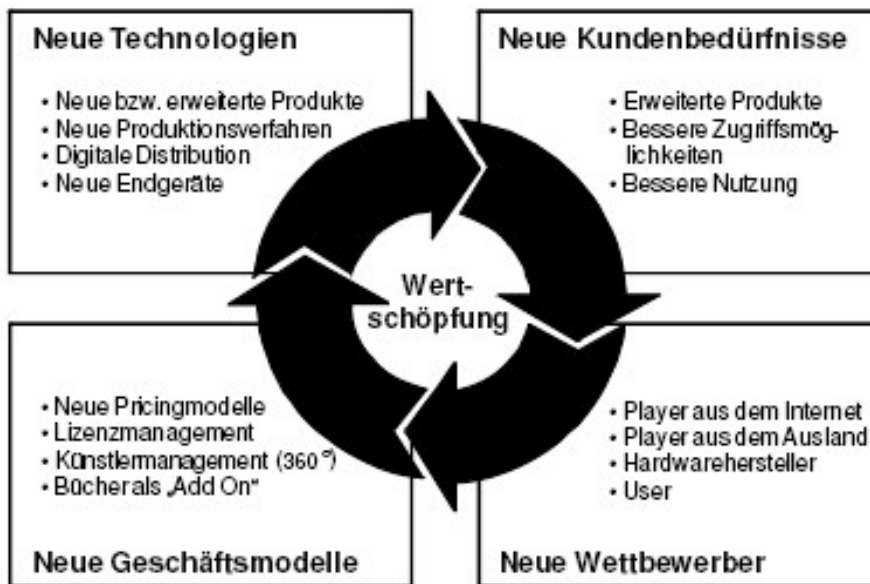 Neue Technologien
• Neue bzw. erweiterte Produkte
• Neue Produktionsverfahren
• Digitale Distribution
• Neue Endgeräte
Neue Kundenbedürfnisse
• Erweiterte Produkte
• Bessere Zugriffsmög-
lichkeiten
• Bessere Nutzung
Wert-
schöpfung
• Neue Pricingmodelle
• Lizenzmanagement
• Künstlermanagement (360°)
• Bücher als „Add On“
Neue Geschäftsmodelle
• Player aus dem Internet
• Player aus dem Ausland
• Hardwarehersteller
• User
Neue Wettbewerber